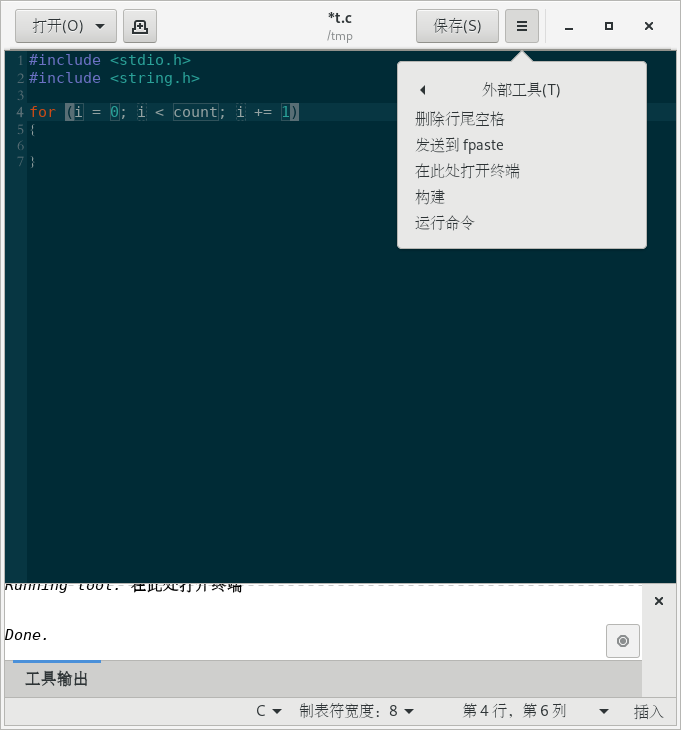 打开(O)
*t.c
/tmp
保存(S)
1 #include <stdio.h>
2 #include <string.h>
3
4 for (i = 0; i < count; i += 1)
5 {
6
7 }
外部工具(T)
删除行尾空格
发送到 fpaste
在此处打开终端
构建
运行命令
Running tool: 在此处打开终端
Done.
工具输出
C 制表符宽度: 8 第 4 行，第 6 列 插入